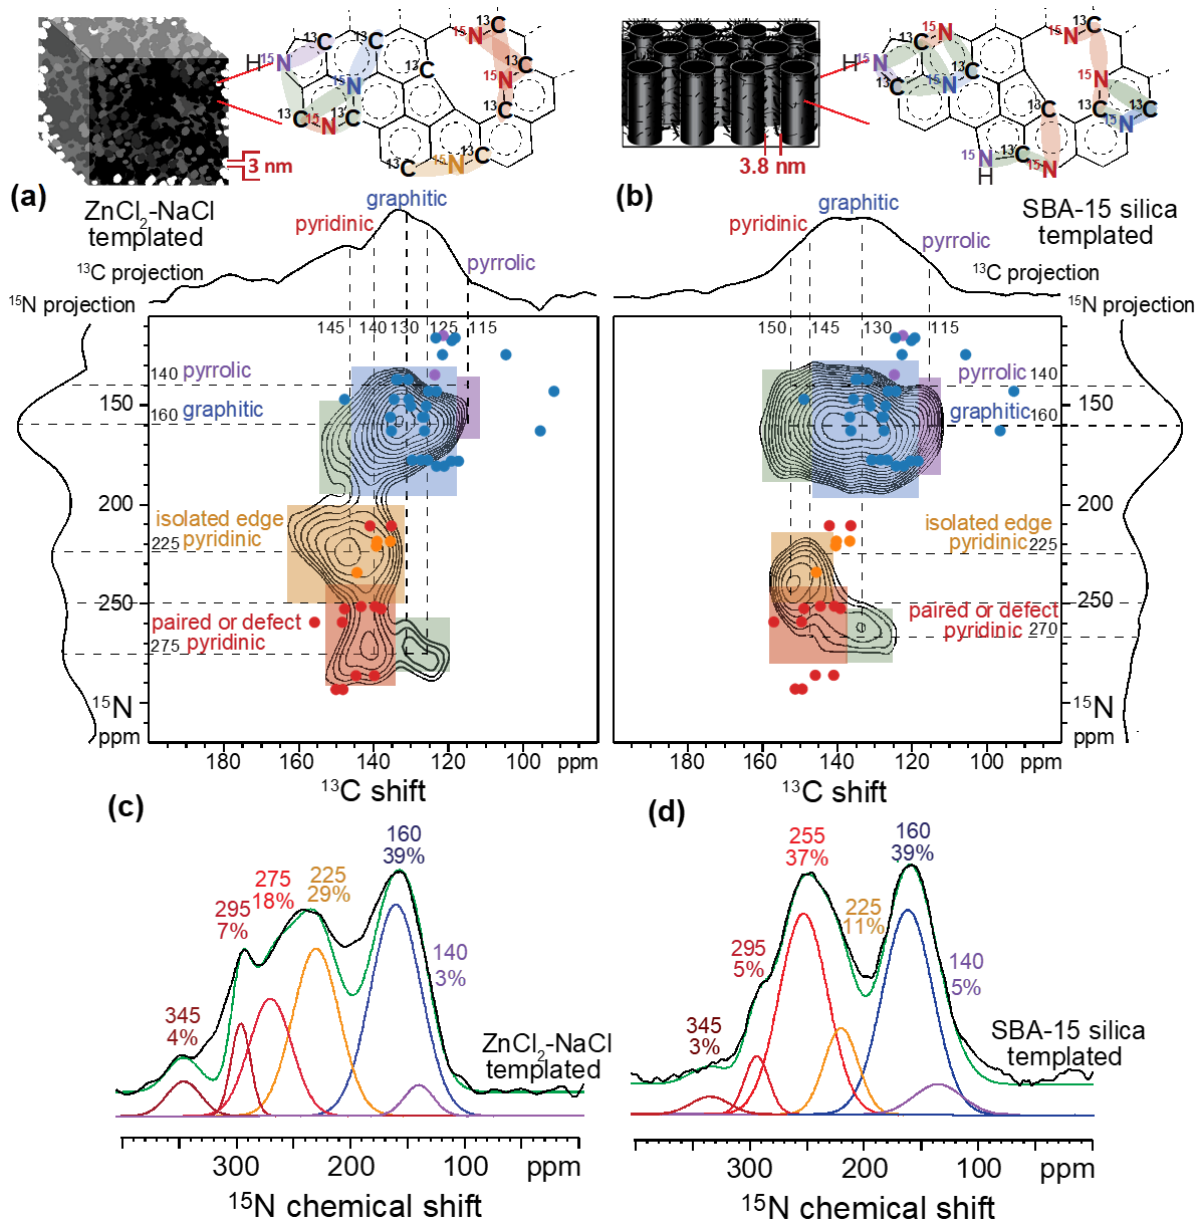 H 15N 13C 13C 15N 13C 13C 15N
15N 13C
13C 15N 13C 13C
13C 15N
3 nm
H 15N 13C 15N 13C 15N 13C 15N
13C 15N 13C 13C 13C 15N
15N 13C 15N
H
3.8 nm
(a)
ZnCl2-NaCl
templated
graphitic
pyridinic
pyrrolic
13C projection
15N projection
145 140 130 125 115
140 pyrrolic
160 graphitic
isolated edge
225 pyridinic
paired or defect
275 pyridinic
150
200
250
15N
ppm
180 160 140 120 100 ppm
13C shift
(b)
SBA-15 silica
templated
graphitic
pyridinic
pyrrolic
13C projection
15N projection
150 145 130 115
pyrrolic 140
graphitic 160
isolated edge
pyridinic 225
paired or defect
pyridinic 270
150
200
250
15N
ppm
180 160 140 120 100 ppm
13C shift
(c)
160
39%
225
29%
275
18%
295
7%
345
4%
140
3%
ZnCl2-NaCl
templated
300 200 100 ppm
15N chemical shift
(d)
255
37%
160
39%
225
11%
295
5%
345
3%
140
5%
SBA-15 silica
templated
300 200 100 ppm
15N chemical shift